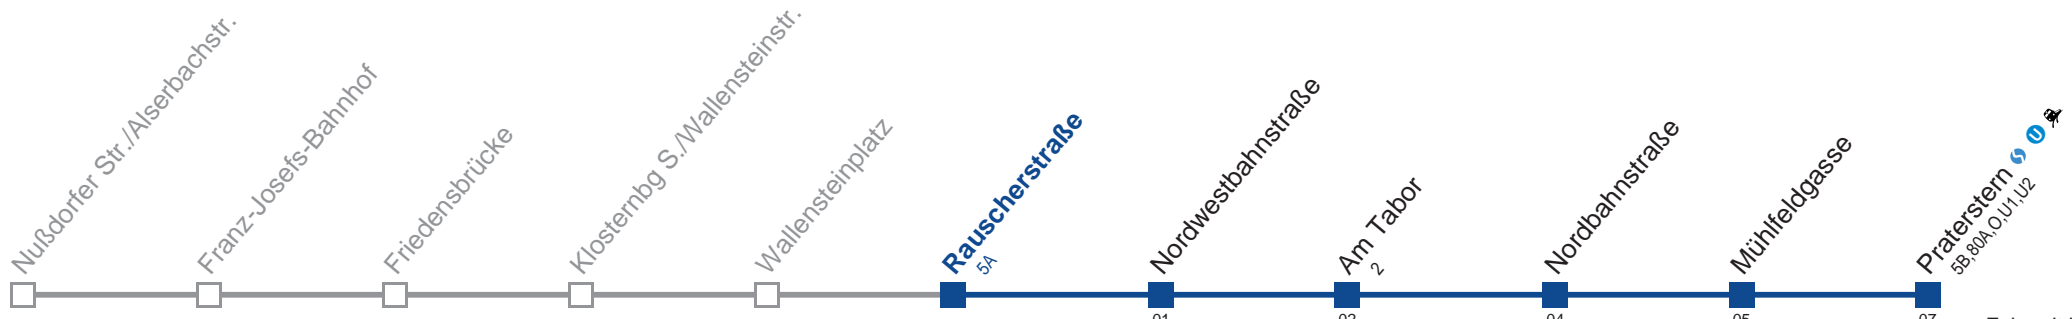 Nußdorfer Str./Alserbachstr.
Franz-Josefs-Bahnhof
Friedensbrücke
Klosternbg S./Wallensteinstr.
Wallensteinplatz
Rauscherstraße
5A
Nordwestbahnstraße
Am Tabor
2
Nordbahnstraße
Mühlfeldgasse
Praterstern S U
5B,80A,O,U1,U2